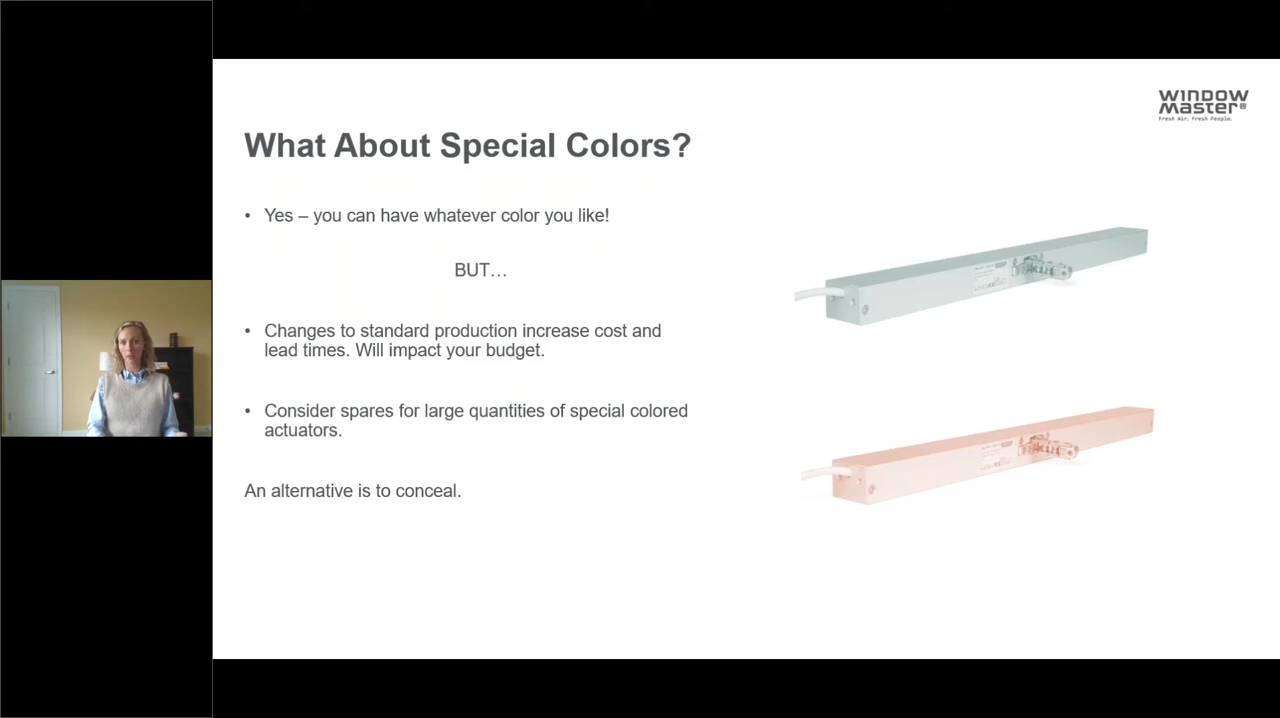 WINDOW
Master®
Fresh Air. Fresh People.
What About Special Colors?
• Yes – you can have whatever color you like!
BUT…
• Changes to standard production increase cost and
lead times. Will impact your budget.
• Consider spares for large quantities of special colored
actuators.
An alternative is to conceal.